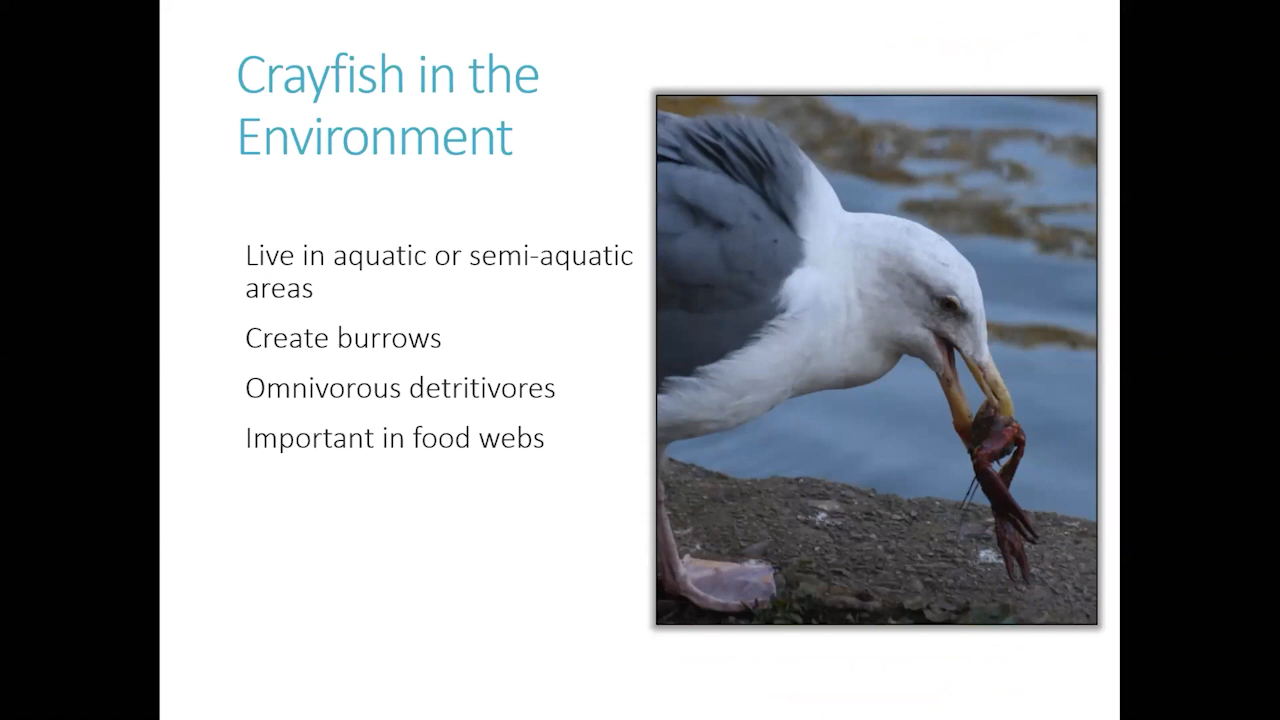 Crayfish in the
Environment
Live in aquatic or semi-aquatic
areas
Create burrows
Omnivorous detritivores
Important in food webs